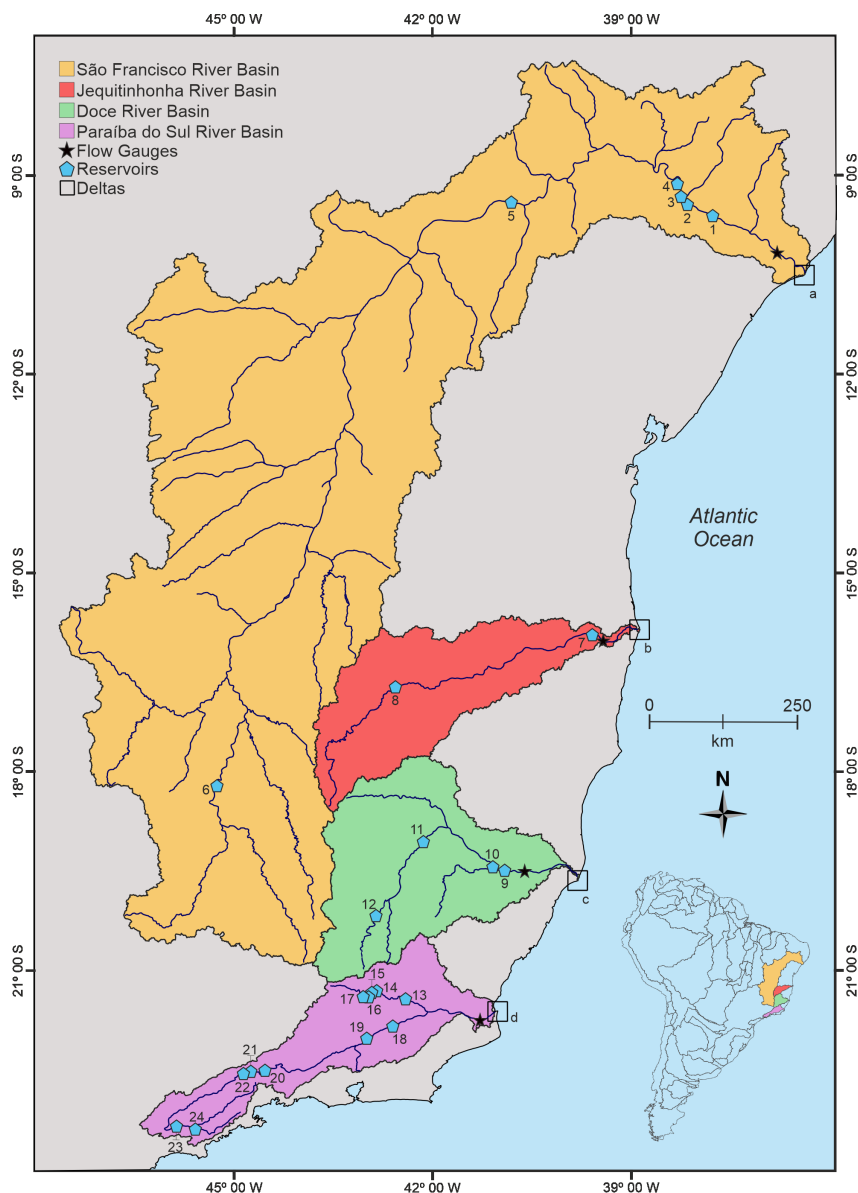 45º 00' W
42º 00' W
39º 00' W
São Francisco River Basin
Jequitinhonha River Basin
Doce River Basin
Paraíba do Sul River Basin
Flow Gauges
Reservoirs
Deltas
9º 00' S
9º 00' S
4
3
2
1
5
a
12º 00' S
12º 00' S
Atlantic
Ocean
15º 00' S
15º 00' S
7
b
8
0
250
km
18º 00' S
18º 00' S
N
6
11
10
9
c
12
21º 00' S
21º 00' S
15
14
13
17
16
d
19
18
21
20
22
24
23
45º 00' W
42º 00' W
39º 00' W